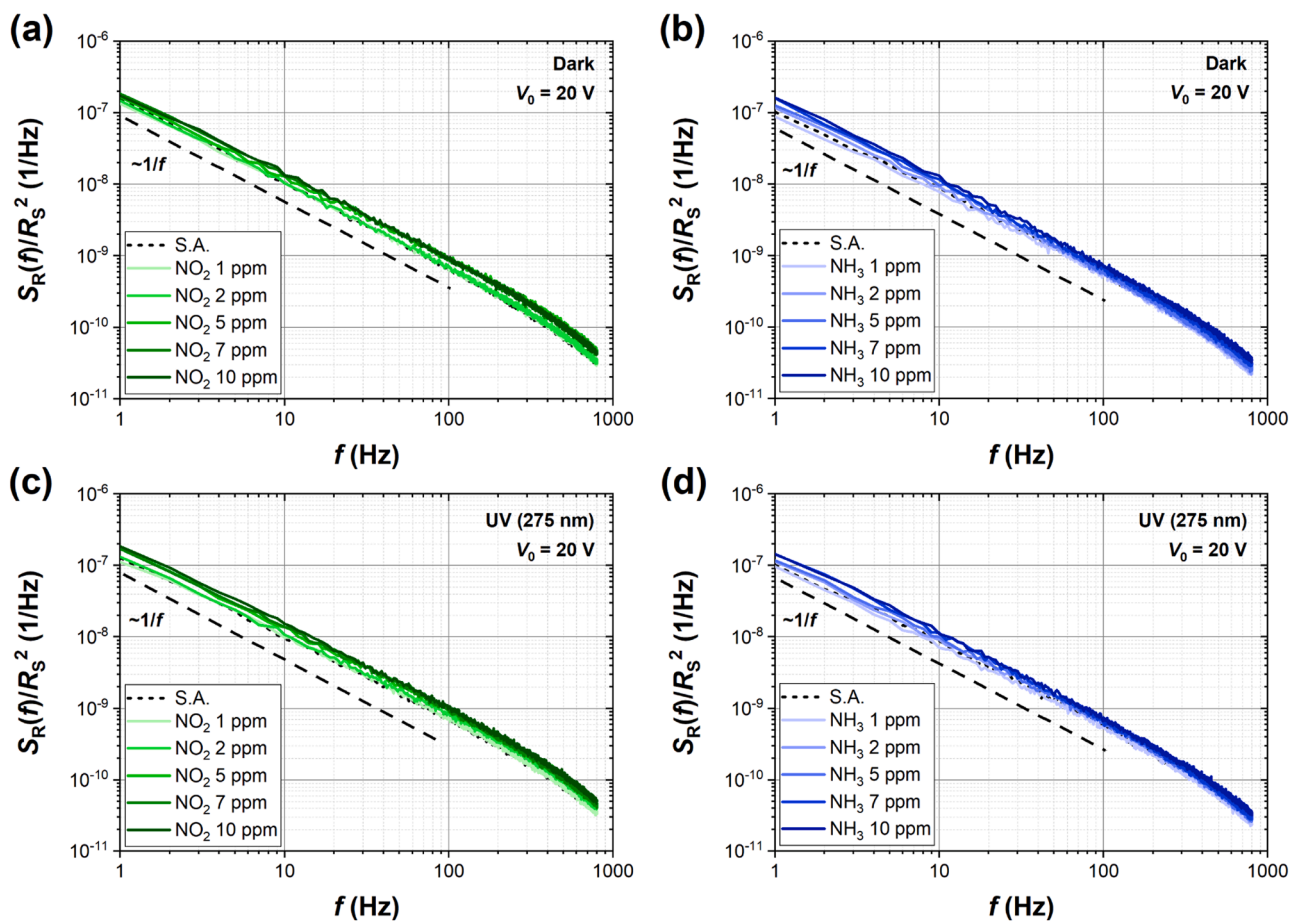 (a)
10⁻⁶
10⁻⁷
10⁻⁸
10⁻⁹
10⁻¹⁰
10⁻¹¹
S_R(f)/R_S² (1/Hz)
Dark
V₀ = 20 V
~1/f
S.A.
NO₂ 1 ppm
NO₂ 2 ppm
NO₂ 5 ppm
NO₂ 7 ppm
NO₂ 10 ppm
1 10 100 1000
f (Hz)
(b)
10⁻⁶
10⁻⁷
10⁻⁸
10⁻⁹
10⁻¹⁰
10⁻¹¹
S_R(f)/R_S² (1/Hz)
Dark
V₀ = 20 V
~1/f
S.A.
NH₃ 1 ppm
NH₃ 2 ppm
NH₃ 5 ppm
NH₃ 7 ppm
NH₃ 10 ppm
1 10 100 1000
f (Hz)
(c)
10⁻⁶
10⁻⁷
10⁻⁸
10⁻⁹
10⁻¹⁰
10⁻¹¹
S_R(f)/R_S² (1/Hz)
UV (275 nm)
V₀ = 20 V
~1/f
S.A.
NO₂ 1 ppm
NO₂ 2 ppm
NO₂ 5 ppm
NO₂ 7 ppm
NO₂ 10 ppm
1 10 100 1000
f (Hz)
(d)
10⁻⁶
10⁻⁷
10⁻⁸
10⁻⁹
10⁻¹⁰
10⁻¹¹
S_R(f)/R_S² (1/Hz)
UV (275 nm)
V₀ = 20 V
~1/f
S.A.
NH₃ 1 ppm
NH₃ 2 ppm
NH₃ 5 ppm
NH₃ 7 ppm
NH₃ 10 ppm
1 10 100 1000
f (Hz)